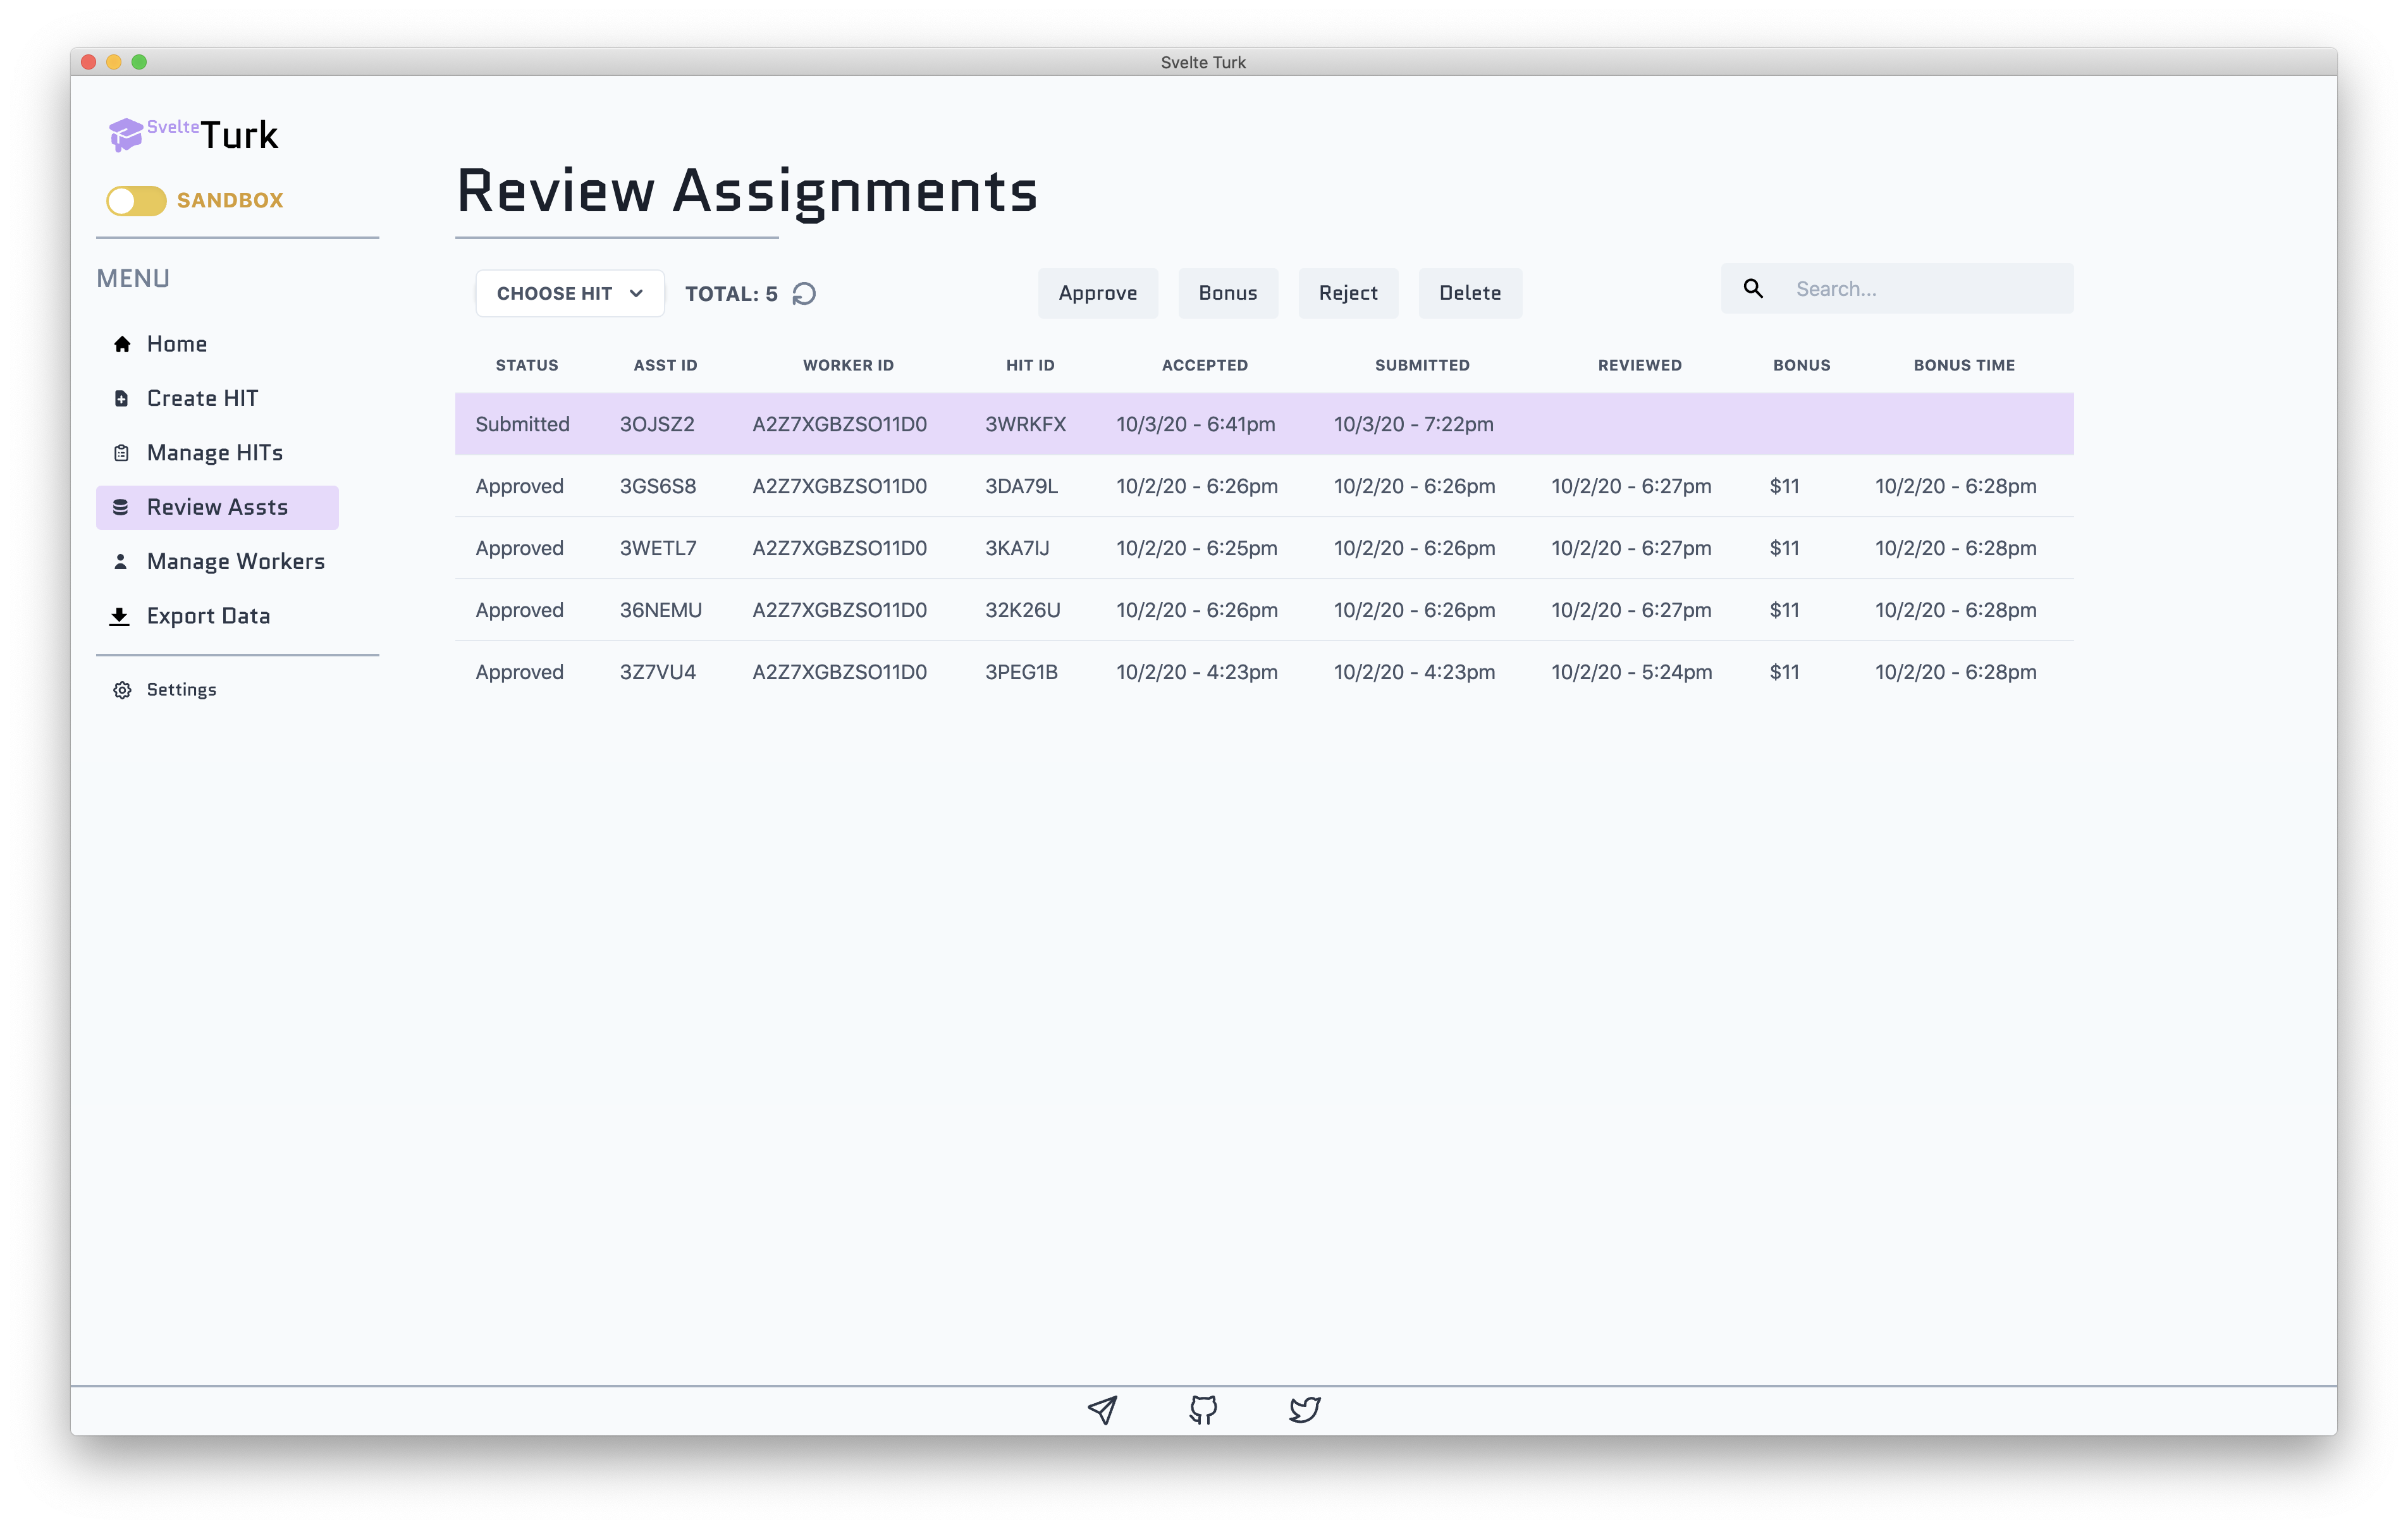 Svelte Turk
SvelteTurk
SANDBOX
MENU
Home
Create HIT
Manage HITs
Review Assts
Manage Workers
Export Data
Settings
Review Assignments
CHOOSE HIT TOTAL: 5 Approve Bonus Reject Delete Search...
STATUS ASST ID WORKER ID HIT ID ACCEPTED SUBMITTED REVIEWED BONUS BONUS TIME
Submitted 3OJSZ2 A2Z7XGBZSO11D0 3WRKFX 10/3/20 - 6:41pm 10/3/20 - 7:22pm
Approved 3GS6S8 A2Z7XGBZSO11D0 3DA79L 10/2/20 - 6:26pm 10/2/20 - 6:26pm 10/2/20 - 6:27pm $11 10/2/20 - 6:28pm
Approved 3WETL7 A2Z7XGBZSO11D0 3KA7IJ 10/2/20 - 6:25pm 10/2/20 - 6:26pm 10/2/20 - 6:27pm $11 10/2/20 - 6:28pm
Approved 36NEMU A2Z7XGBZSO11D0 32K26U 10/2/20 - 6:26pm 10/2/20 - 6:26pm 10/2/20 - 6:27pm $11 10/2/20 - 6:28pm
Approved 3Z7VU4 A2Z7XGBZSO11D0 3PEG1B 10/2/20 - 4:23pm 10/2/20 - 4:23pm 10/2/20 - 5:24pm $11 10/2/20 - 6:28pm